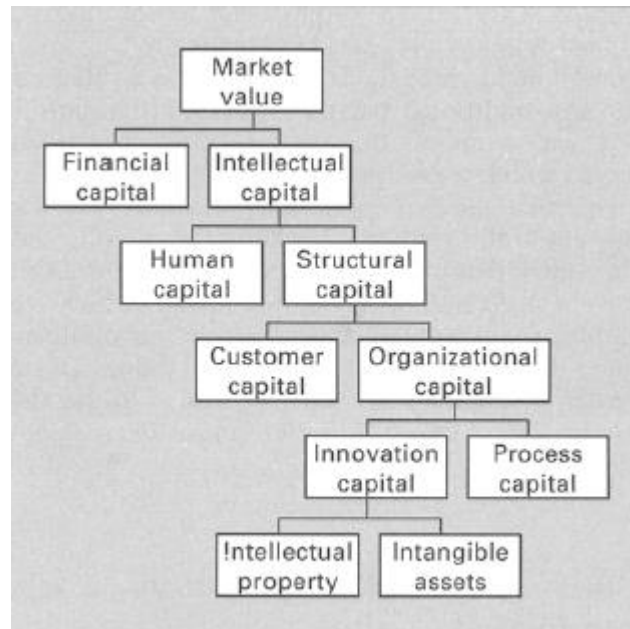 Market
value
Financial
capital
Intellectual
capital
Human
capital
Structural
capital
Customer
capital
Organizational
capital
Innovation
capital
Process
capital
!ntellectual
property
Intangible
assets